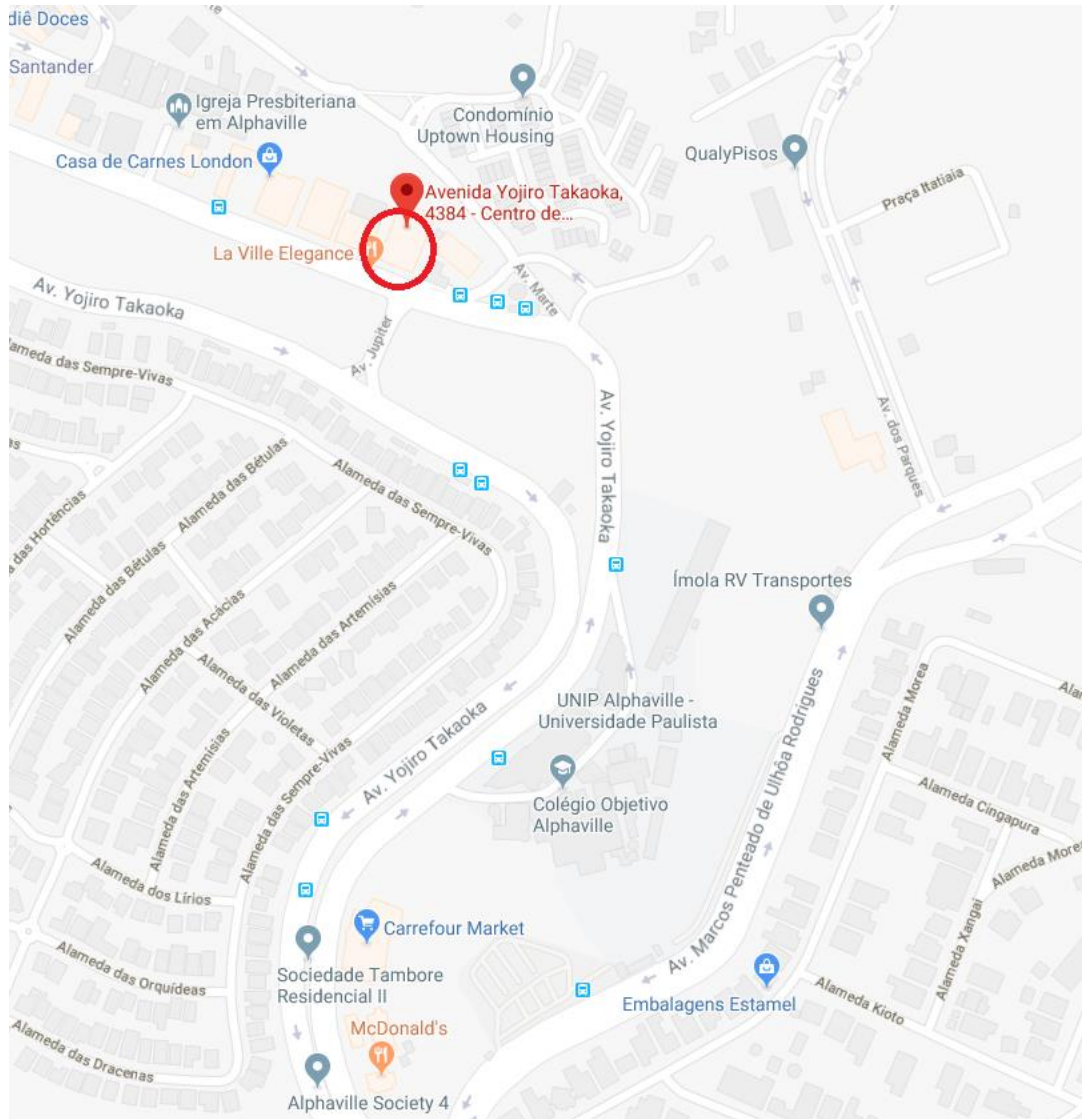 diê Doces
Santander
Igreja Presbiteriana
em Alphaville
Condomínio
Uptown Housing
Casa de Carnes London
QualyPisos
Avenida Yojiro Takaoka,
4384 - Centro de...
Praça Itatiaia
La Ville Elegance
Av. Marte
Av. Yojiro Takaoka
Av. Jupiter
ameda das Sempre-Vivas
Av. Yojiro Takaoka
Av. dos Parques
Alameda das Bétulas
Alameda das Sempre-Vivas
das Hortências
Alameda das Bétulas
Alameda das Acácias
Alameda das Artemísias
Ímola RV Transportes
Alameda das Violetas
UNIP Alphaville -
Universidade Paulista
Alameda Morea
Ala
Av. Yojiro Takaoka
Alameda das Artemísias
Alameda das Sempre-Vivas
Colégio Objetivo
Alphaville
Av. Marcos Penteado de Ulhôa Rodrigues
Alameda Cingapura
Alameda More
Alameda dos Lírios
Carrefour Market
Alameda Xangai
Sociedade Tambore
Residencial II
Alameda das Orquídeas
Embalagens Estamel
Alameda Kioto
McDonald's
Alameda das Dracenas
Alphaville Society 4